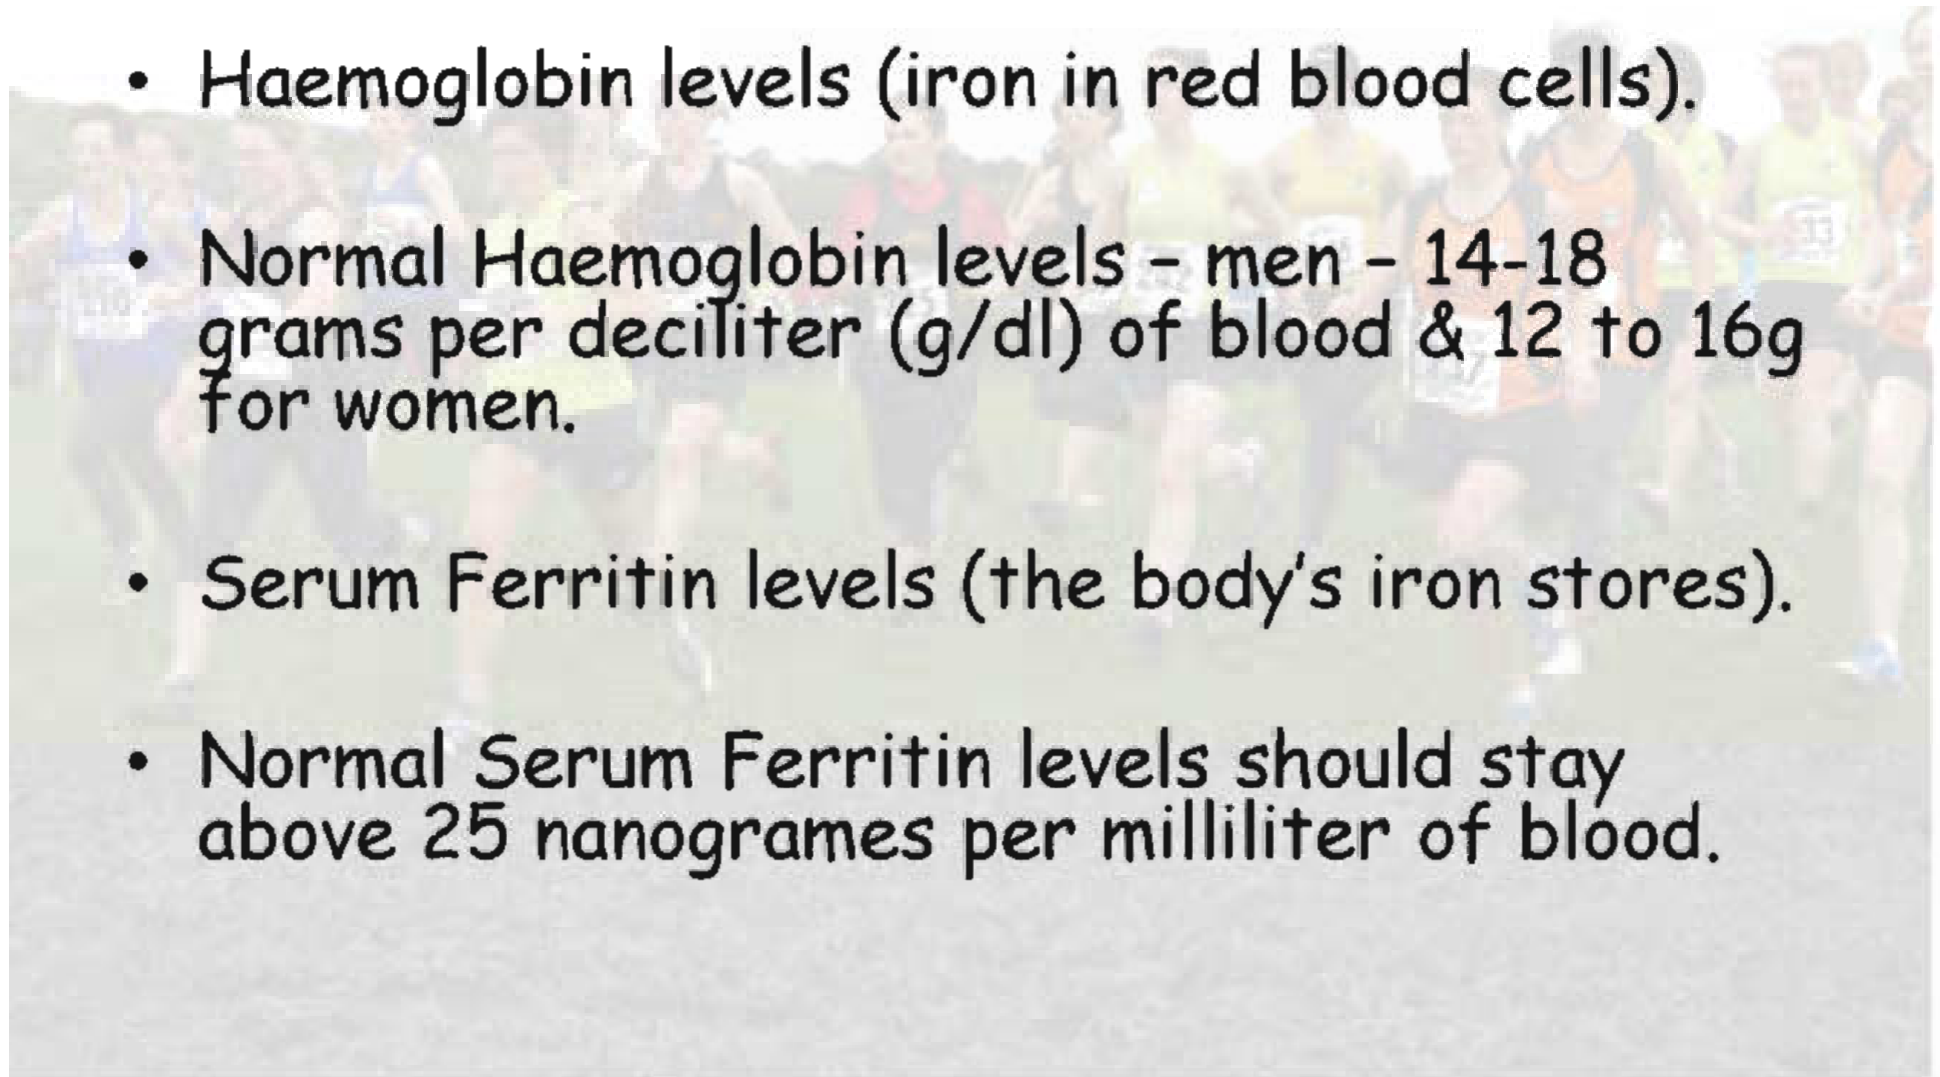 • Haemoglobin levels (iron in red blood cells).
• Normal Haemoglobin levels – men – 14-18
grams per deciliter (g/dl) of blood & 12 to 16g
for women.
• Serum Ferritin levels (the body's iron stores).
• Normal Serum Ferritin levels should stay
above 25 nanogrames per milliliter of blood.